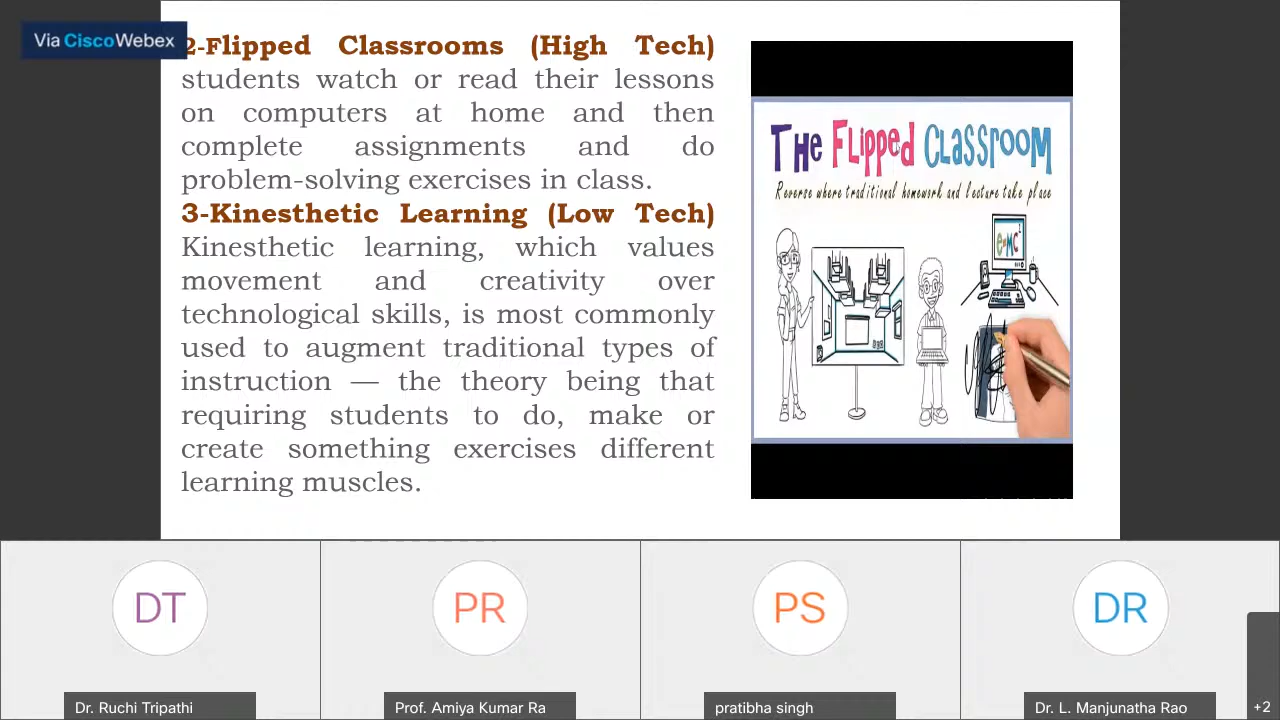 Via CiscoWebex
2-Flipped Classrooms (High Tech)
students watch or read their lessons
on computers at home and then
complete assignments and do
problem-solving exercises in class.
3-Kinesthetic Learning (Low Tech)
Kinesthetic learning, which values
movement and creativity over
technological skills, is most commonly
used to augment traditional types of
instruction — the theory being that
requiring students to do, make or
create something exercises different
learning muscles.
THe Flipped Classroom
Reverse where traditional homework and lecture take place
e=mc²
DT
PR
PS
DR
Dr. Ruchi Tripathi
Prof. Amiya Kumar Ra
pratibha singh
Dr. L. Manjunatha Rao
+2